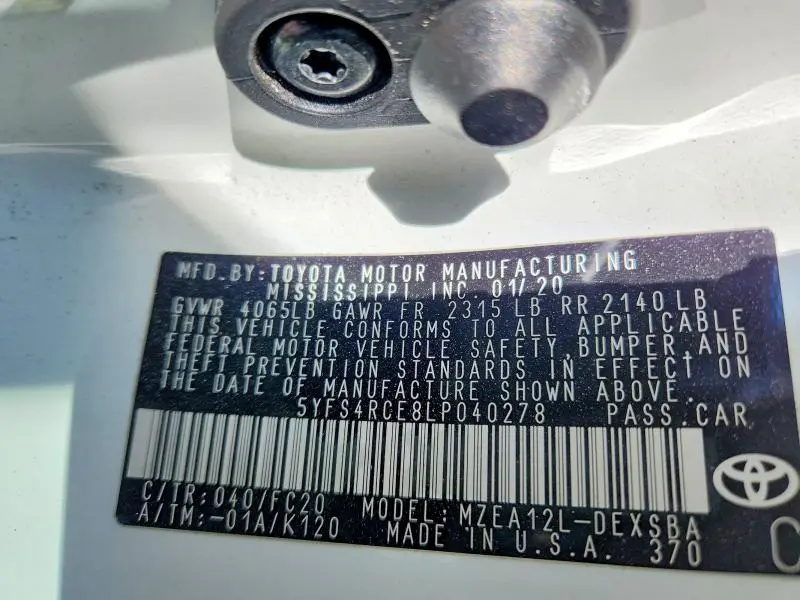 MFD. BY: TOYOTA MOTOR MANUFACTURING
MISSISSIPPI INC. 01/20
GVWR 4065LB GAWR FR 2315 LB RR 2140 LB
THIS VEHICLE CONFORMS TO ALL APPLICABLE
FEDERAL MOTOR VEHICLE SAFETY, BUMPER, AND
THEFT PREVENTION STANDARDS IN EFFECT ON
THE DATE OF MANUFACTURE SHOWN ABOVE.
5YFS4RCE8LP040278 PASS. CAR
C/TR: 040/FC20 MODEL: MZEA12L-DEXSBA
A/TM: -01A/K120 MADE IN U.S.A. 370